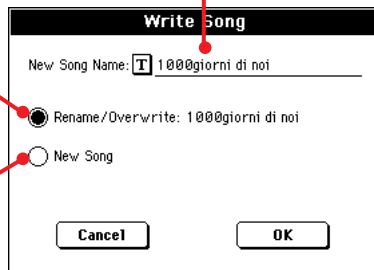 Write Song
New Song Name: T 1000giorni di noi
Rename/Overwrite: 1000giorni di noi
New Song
Cancel OK